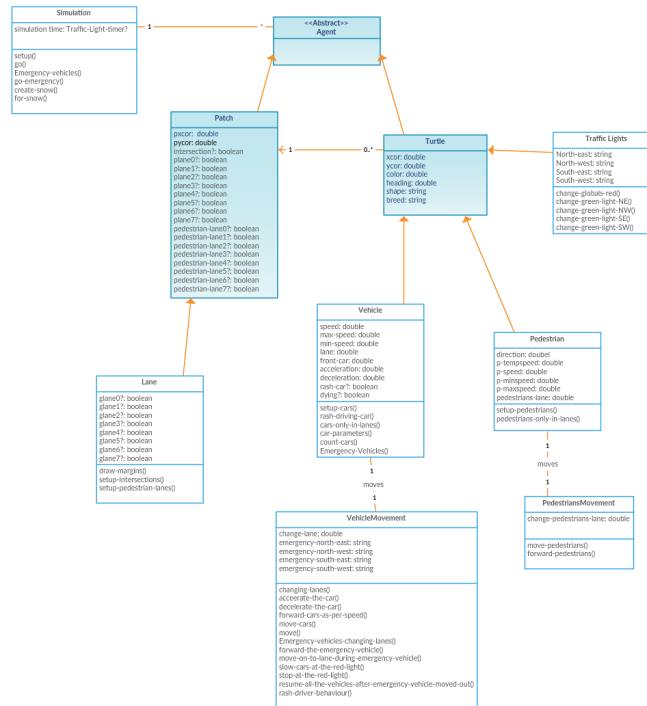 Simulation
simulation time: Traffic-Light-timer?
setup()
go()
Emergency-vehicles()
go-emergency()
create-snow()
for-snow()
1
*
<<Abstract>>
Agent
Patch
pxcor: double
pycor: double
intersection?: boolean
plane0?: boolean
plane1?: boolean
plane2?: boolean
plane3?: boolean
plane4?: boolean
plane5?: boolean
plane6?: boolean
plane7?: boolean
pedestrian-lane0?: boolean
pedestrian-lane1?: boolean
pedestrian-lane2?: boolean
pedestrian-lane3?: boolean
pedestrian-lane4?: boolean
pedestrian-lane5?: boolean
pedestrian-lane6?: boolean
pedestrian-lane7?: boolean
1
0..*
Turtle
xcor: double
ycor: double
color: double
heading: double
shape: string
breed: string
Traffic Lights
North-east: string
North-west: string
South-east: string
South-west: string
change-globals-red()
change-green-light-NE()
change-green-light-NW()
change-green-light-SE()
change-green-light-SW()
Lane
glane0?: boolean
glane1?: boolean
glane2?: boolean
glane3?: boolean
glane4?: boolean
glane5?: boolean
glane6?: boolean
glane7?: boolean
draw-margins()
setup-intersections()
setup-pedestrian-lanes()
Vehicle
speed: double
max-speed: double
min-speed: double
lane: double
front-car: double
acceleration: double
deceleration: double
rash-car?: boolean
dying?: boolean
setup-cars()
rash-driving-car()
cars-only-in-lanes()
car-parameters()
count-cars()
Emergency-Vehicles()
1
moves
1
Pedestrian
direction: doubel
p-tempspeed: double
p-speed: double
p-minspeed: double
p-maxspeed: double
pedestrians-lane: double
setup-pedestrians()
pedestrians-only-in-lanes()
1
moves
1
PedestriansMovement
change-pedestrians-lane: double
move-pedestrians()
forward-pedestrians()
VehicleMovement
change-lane; double
emergency-north-east: string
emergency-north-west: string
emergency-south-east: string
emergency-south-west: string
changing-lanes()
acceerate-the-car()
decelerate-the-car()
forward-cars-as-per-speed()
move-cars()
move()
Emergency-vehicles-changing-lanes()
forward-the-emergency-vehicle()
move-on-to-lane-during-emergency-vehicle()
slow-cars-at-the-red-light()
stop-at-the-red-light()
resume-all-the-vehicles-after-emergency-vehicle-moved-out()
rash-driver-behaviour()